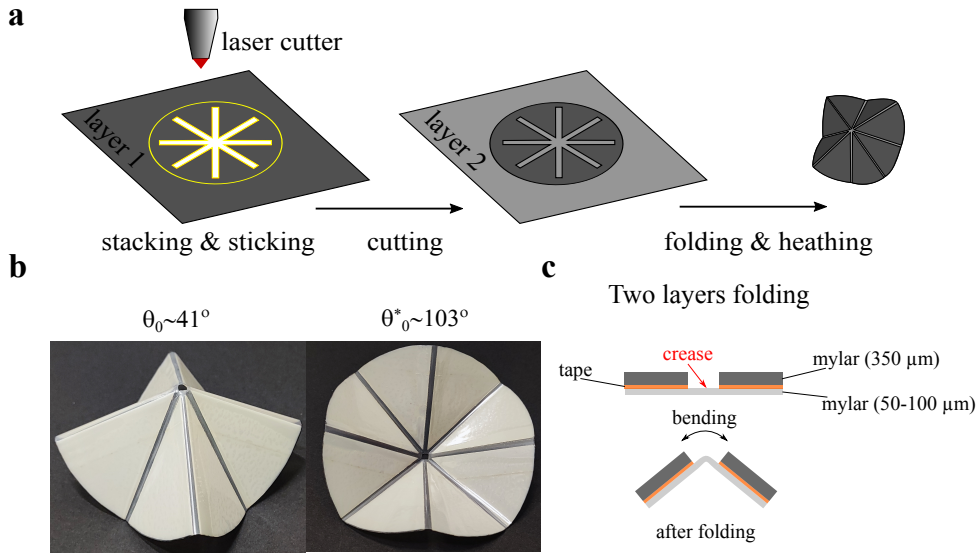 a
laser cutter
layer 1
layer 2
stacking & sticking
cutting
folding & heathing
b
θ₀~41°
θ*₀~103°
c
Two layers folding
crease
tape
mylar (350 µm)
mylar (50-100 µm)
bending
after folding